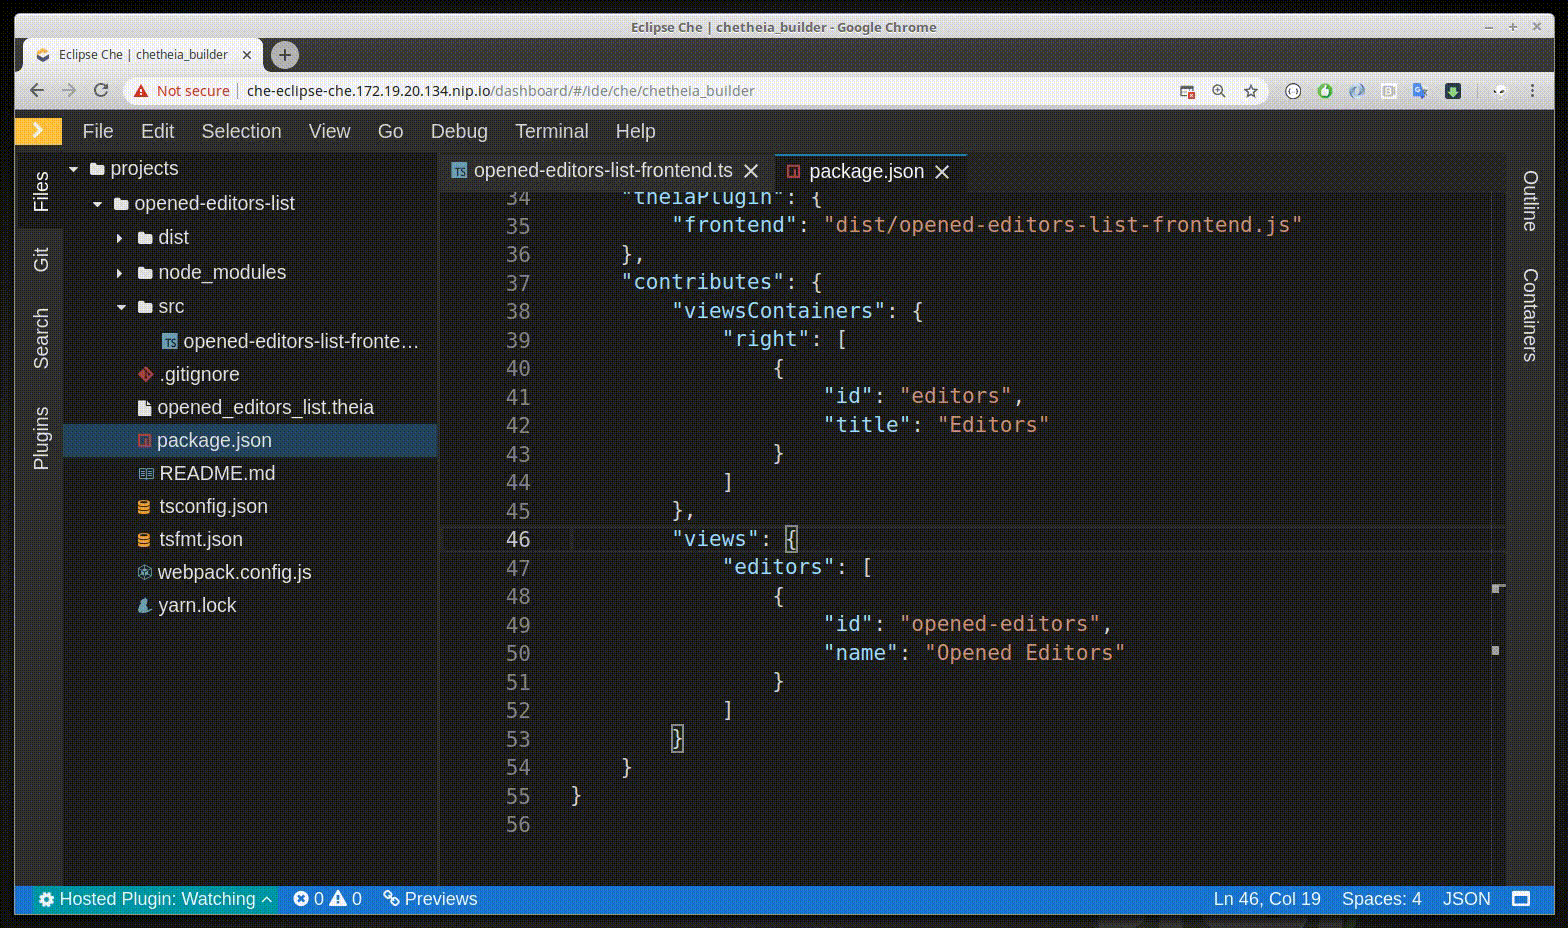 Eclipse Che | chetheia_builder - Google Chrome
Eclipse Che | chetheia_builder
Not secure | che-eclipse-che.172.19.20.134.nip.io/dashboard/#/ide/che/chetheia_builder
File Edit Selection View Go Debug Terminal Help
Files
Git
Search
Plugins
projects
opened-editors-list
dist
node_modules
src
opened-editors-list-fronte...
.gitignore
opened_editors_list.theia
package.json
README.md
tsconfig.json
tsfmt.json
webpack.config.js
yarn.lock
opened-editors-list-frontend.ts package.json
34 "theiaPlugin": {
35 "frontend": "dist/opened-editors-list-frontend.js"
36 },
37 "contributes": {
38 "viewsContainers": {
39 "right": [
40 {
41 "id": "editors",
42 "title": "Editors"
43 }
44 ]
45 },
46 "views": {
47 "editors": [
48 {
49 "id": "opened-editors",
50 "name": "Opened Editors"
51 }
52 ]
53 }
54 }
55 }
56
Outline
Containers
Hosted Plugin: Watching 0 0 Previews Ln 46, Col 19 Spaces: 4 JSON